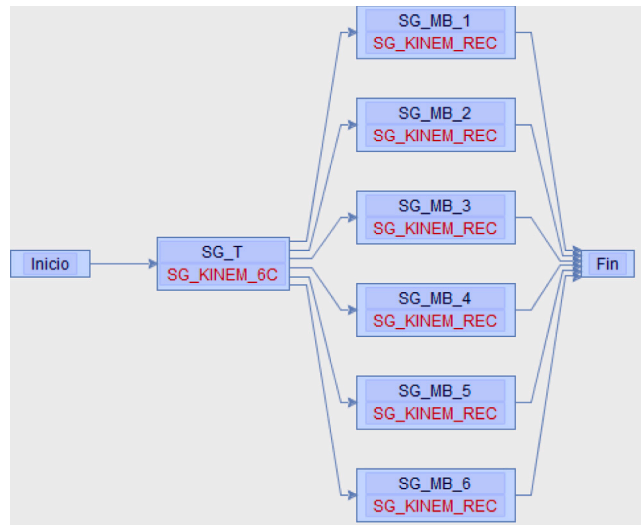 SG_MB_1
SG_KINEM_REC
SG_MB_2
SG_KINEM_REC
SG_MB_3
SG_KINEM_REC
Inicio
SG_T
SG_KINEM_6C
Fin
SG_MB_4
SG_KINEM_REC
SG_MB_5
SG_KINEM_REC
SG_MB_6
SG_KINEM_REC